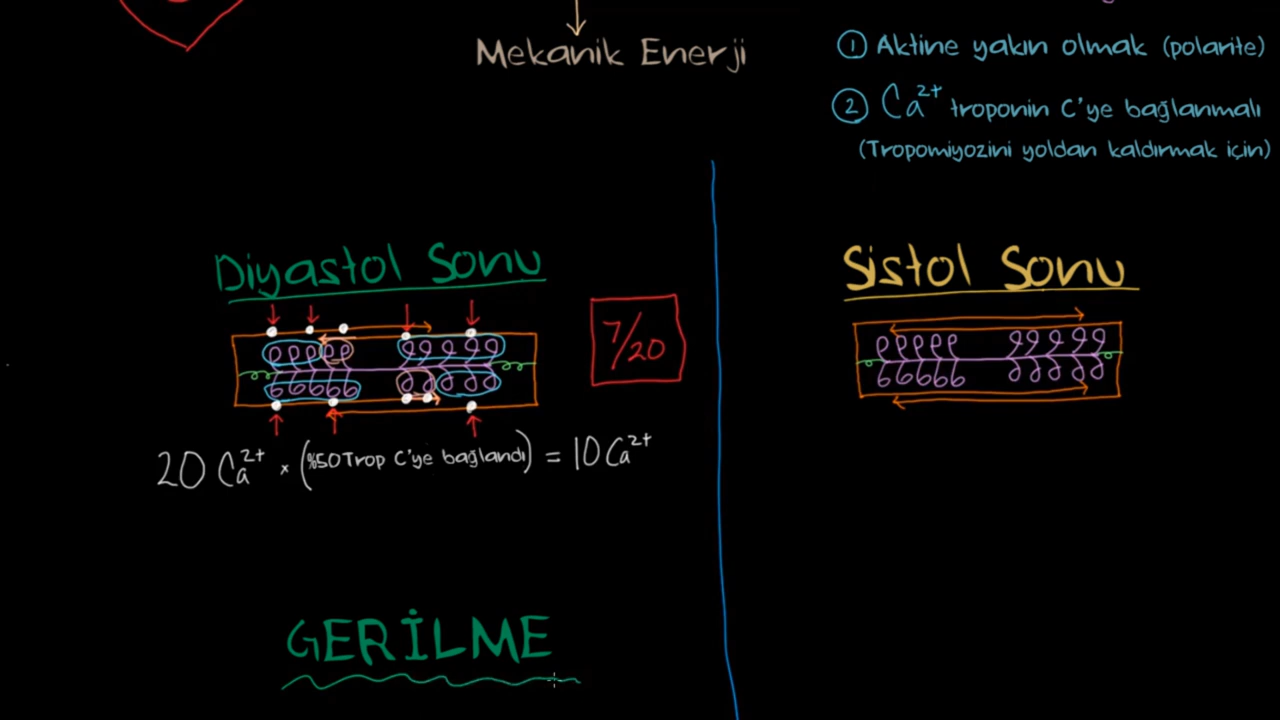 Mekanik Enerji
① Aktine yakın olmak (polarite)
② Ca²⁺ troponin C'ye bağlanmalı
(Tropomiyozini yoldan kaldırmak için)
Diyastol Sonu
7/20
20 Ca²⁺ x (%50 Trop C'ye bağlandı) = 10 Ca²⁺
GERİLME
Sistol Sonu